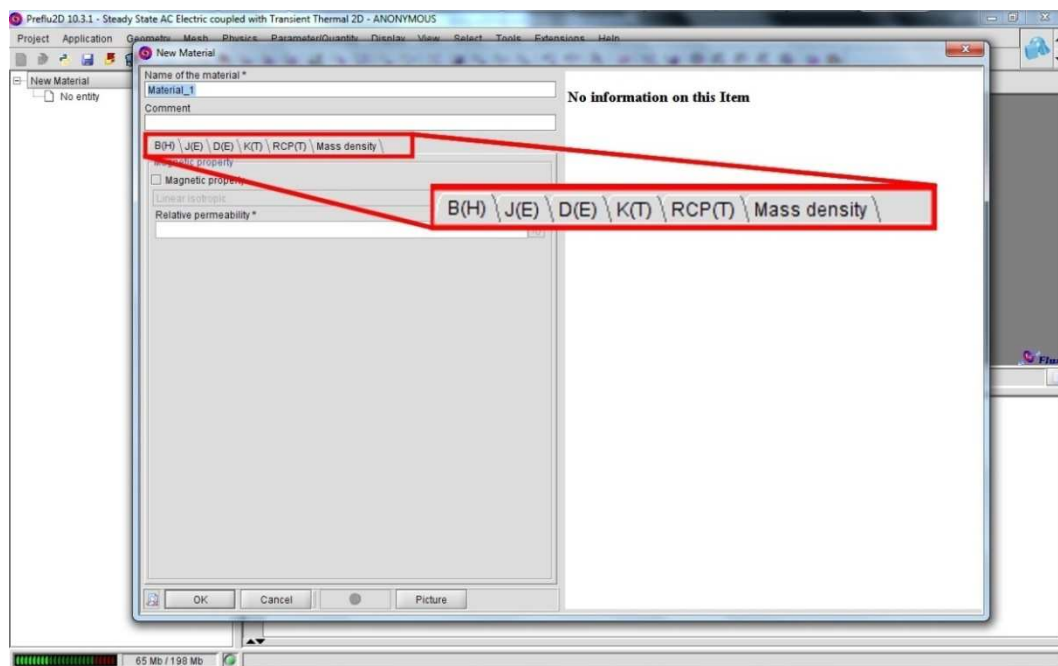 Preflu2D 10.3.1 - Steady State AC Electric coupled with Transient Thermal 2D - ANONYMOUS
Project Application Geometry Mesh Physics Parameter/Quantity Display View Select Tools Extensions Help
New Material
New Material
No entity
Name of the material *
Material_1
Comment
No information on this Item
B(H) J(E) D(E) K(T) RCP(T) Mass density
Magnetic property
Magnetic property
B(H) J(E) D(E) K(T) RCP(T) Mass density
Linear isotropic
Relative permeability *
Flux
OK Cancel Picture
65 Mb / 198 Mb